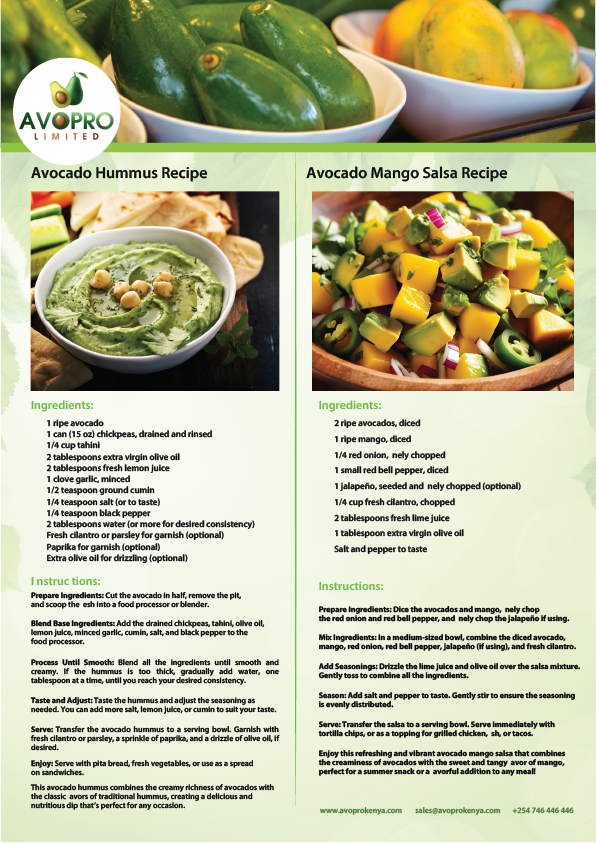 AVOPRO
LIMITED
Avocado Hummus Recipe
Ingredients:
1 ripe avocado
1 can (15 oz) chickpeas, drained and rinsed
1/4 cup tahini
2 tablespoons extra virgin olive oil
2 tablespoons fresh lemon juice
1 clove garlic, minced
1/2 teaspoon ground cumin
1/4 teaspoon salt (or to taste)
1/4 teaspoon black pepper
2 tablespoons water (or more for desired consistency)
Fresh cilantro or parsley for garnish (optional)
Paprika for garnish (optional)
Extra olive oil for drizzling (optional)
Instructions:
Prepare Ingredients: Cut the avocado in half, remove the pit,
and scoop the esh into a food processor or blender.
Blend Base Ingredients: Add the drained chickpeas, tahini, olive oil,
lemon juice, minced garlic, cumin, salt, and black pepper to the
food processor.
Process Until Smooth: Blend all the ingredients until smooth and
creamy. If the hummus is too thick, gradually add water, one
tablespoon at a time, until you reach your desired consistency.
Taste and Adjust: Taste the hummus and adjust the seasoning as
needed. You can add more salt, lemon juice, or cumin to suit your taste.
Serve: Transfer the avocado hummus to a serving bowl. Garnish with
fresh cilantro or parsley, a sprinkle of paprika, and a drizzle of olive oil, if
desired.
Enjoy: Serve with pita bread, fresh vegetables, or use as a spread
on sandwiches.
This avocado hummus combines the creamy richness of avocados with
the classic avors of traditional hummus, creating a delicious and
nutritious dip that's perfect for any occasion.
Avocado Mango Salsa Recipe
Ingredients:
2 ripe avocados, diced
1 ripe mango, diced
1/4 red onion, nely chopped
1 small red bell pepper, diced
1 jalapeño, seeded and nely chopped (optional)
1/4 cup fresh cilantro, chopped
2 tablespoons fresh lime juice
1 tablespoon extra virgin olive oil
Salt and pepper to taste
Instructions:
Prepare Ingredients: Dice the avocados and mango, nely chop
the red onion and red bell pepper, and nely chop the jalapeño if using.
Mix Ingredients: In a medium-sized bowl, combine the diced avocado,
mango, red onion, red bell pepper, jalapeño (if using), and fresh cilantro.
Add Seasonings: Drizzle the lime juice and olive oil over the salsa mixture.
Gently toss to combine all the ingredients.
Season: Add salt and pepper to taste. Gently stir to ensure the seasoning
is evenly distributed.
Serve: Transfer the salsa to a serving bowl. Serve immediately with
tortilla chips, or as a topping for grilled chicken, sh, or tacos.
Enjoy this refreshing and vibrant avocado mango salsa that combines
the creaminess of avocados with the sweet and tangy avor of mango,
perfect for a summer snack or a avorful addition to any meal!
www.avoprokenya.com sales@avoprokenya.com +254 746 446 446